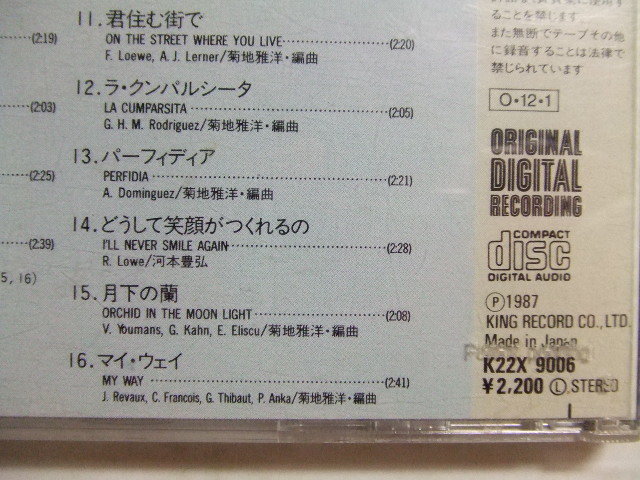 (2:19)
(2:03)
(2:25)
(2:39)
5,16)
11.君住む街で
ON THE STREET WHERE YOU LIVE (2:20)
F. Loewe, A. J. Lerner/菊地雅洋・編曲
12.ラ・クンパルシータ
LA CUMPARSITA (2:05)
G. H. M. Rodriguez/菊地雅洋・編曲
13.パーフィディア
PERFIDIA (2:21)
A. Dominguez/菊地雅洋・編曲
14.どうして笑顔がつくれるの
I'LL NEVER SMILE AGAIN (2:28)
R. Lowe/河本豊弘
15.月下の蘭
ORCHID IN THE MOON LIGHT (2:08)
V. Youmans, G. Kahn, E. Eliscu/菊地雅洋・編曲
16.マイ・ウェイ
MY WAY (2:41)
J. Revaux, C. Francois, G. Thibaut, P. Anka/菊地雅洋・編曲
ることを禁じます。
また無断でテープその他
に録音することは法律で
禁じられています
O・12・1
ORIGINAL
DIGITAL
RECORDING
COMPACT
disc
DIGITAL AUDIO
Ⓟ1987
KING RECORD CO., LTD.
Made in Japan
K22X 9006
¥2,200 Ⓛ STEREO